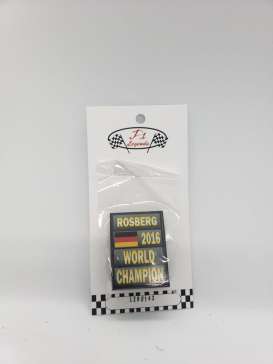 F1
Legends
ROSBERG
2016
WORLD
CHAMPION